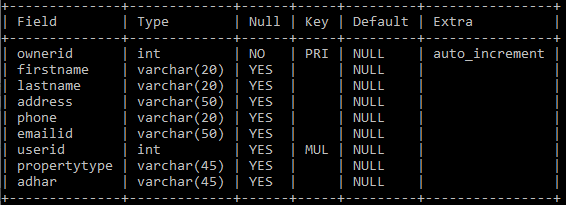 +--------------+-------------+------+-----+---------+----------------+
| Field        | Type        | Null | Key | Default | Extra          |
+--------------+-------------+------+-----+---------+----------------+
| ownerid      | int         | NO   | PRI | NULL    | auto_increment |
| firstname    | varchar(20) | YES  |     | NULL    |                |
| lastname     | varchar(20) | YES  |     | NULL    |                |
| address      | varchar(50) | YES  |     | NULL    |                |
| phone        | varchar(20) | YES  |     | NULL    |                |
| emailid      | varchar(50) | YES  |     | NULL    |                |
| userid       | int         | YES  | MUL | NULL    |                |
| propertytype | varchar(45) | YES  |     | NULL    |                |
| adhar        | varchar(45) | YES  |     | NULL    |                |
+--------------+-------------+------+-----+---------+----------------+